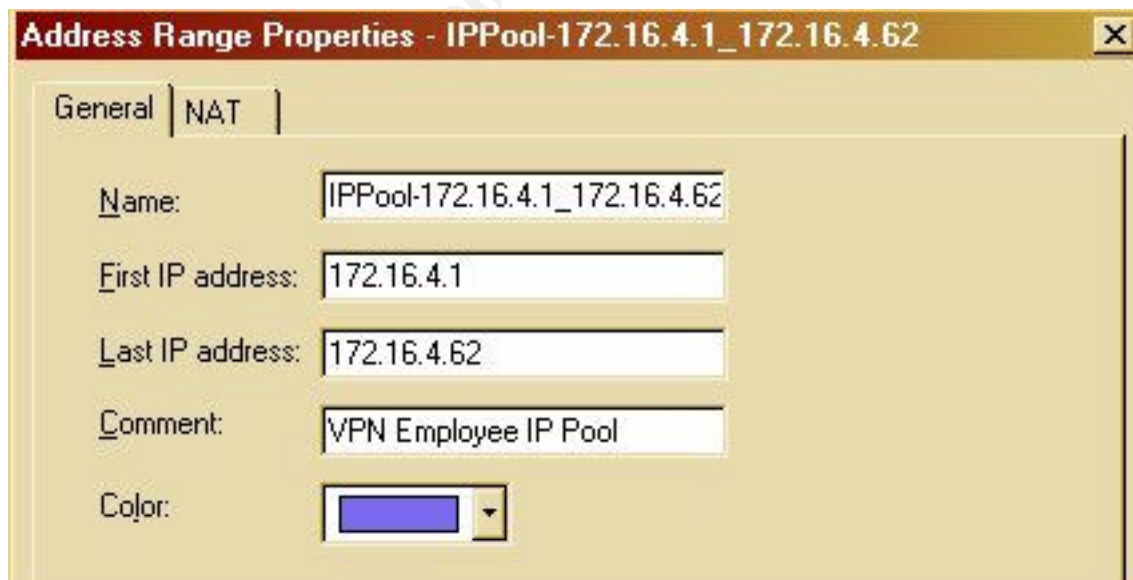 Address Range Properties - IPPool-172.16.4.1_172.16.4.62
General NAT
Name: IPPool-172.16.4.1_172.16.4.62
First IP address: 172.16.4.1
Last IP address: 172.16.4.62
Comment: VPN Employee IP Pool
Color: